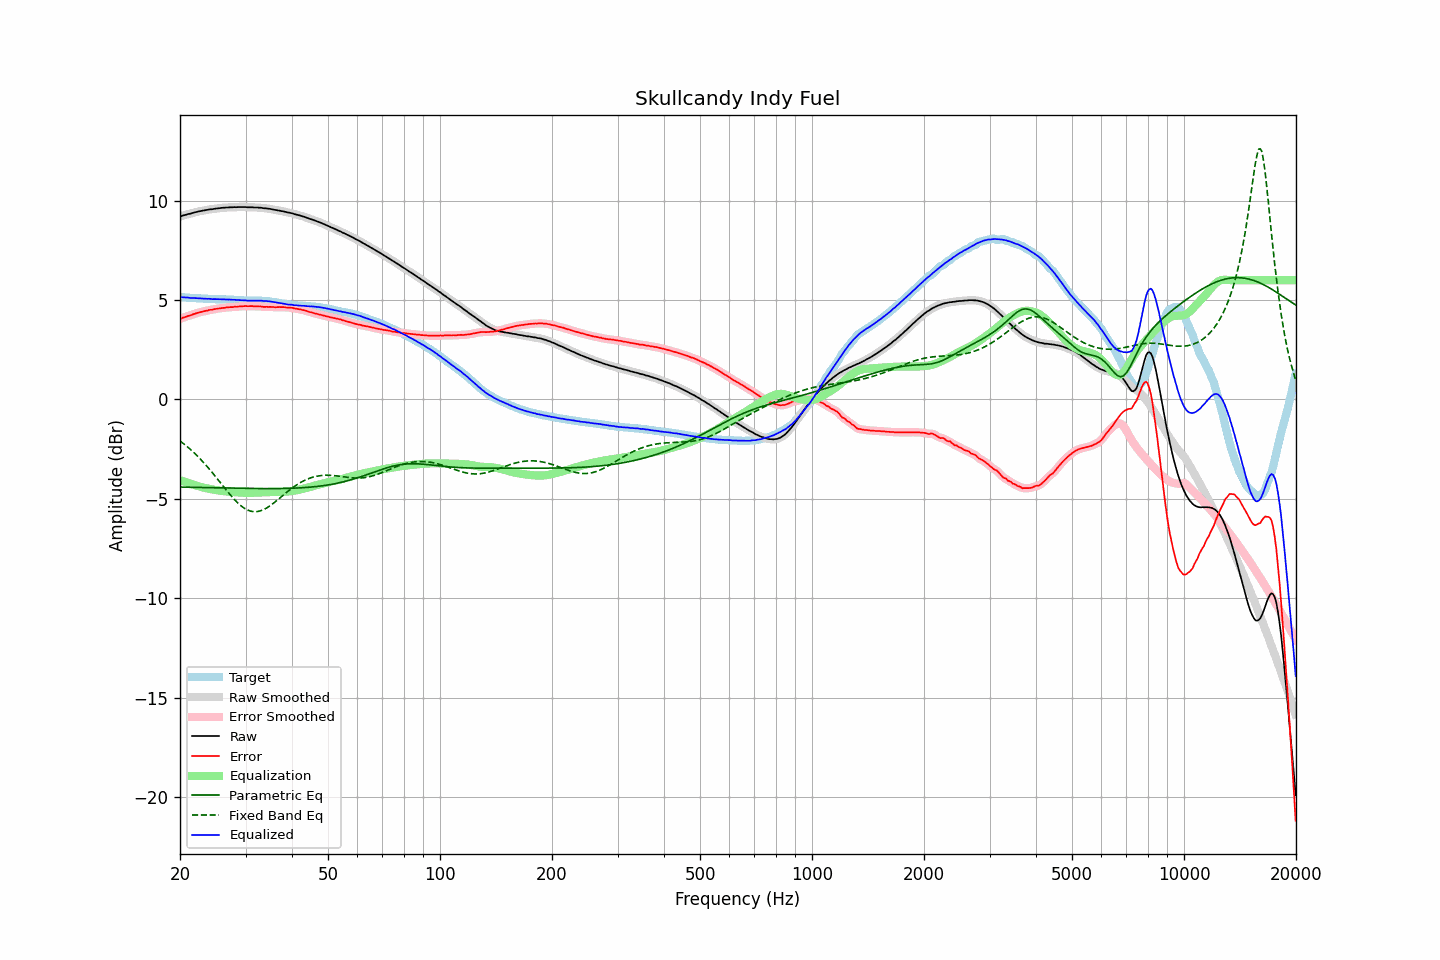 Skullcandy Indy Fuel
Amplitude (dBr)
10
5
0
−5
−10
−15
−20
Target
Raw Smoothed
Error Smoothed
Raw
Error
Equalization
Parametric Eq
Fixed Band Eq
Equalized
20 50 100 200 500 1000 2000 5000 10000 20000
Frequency (Hz)